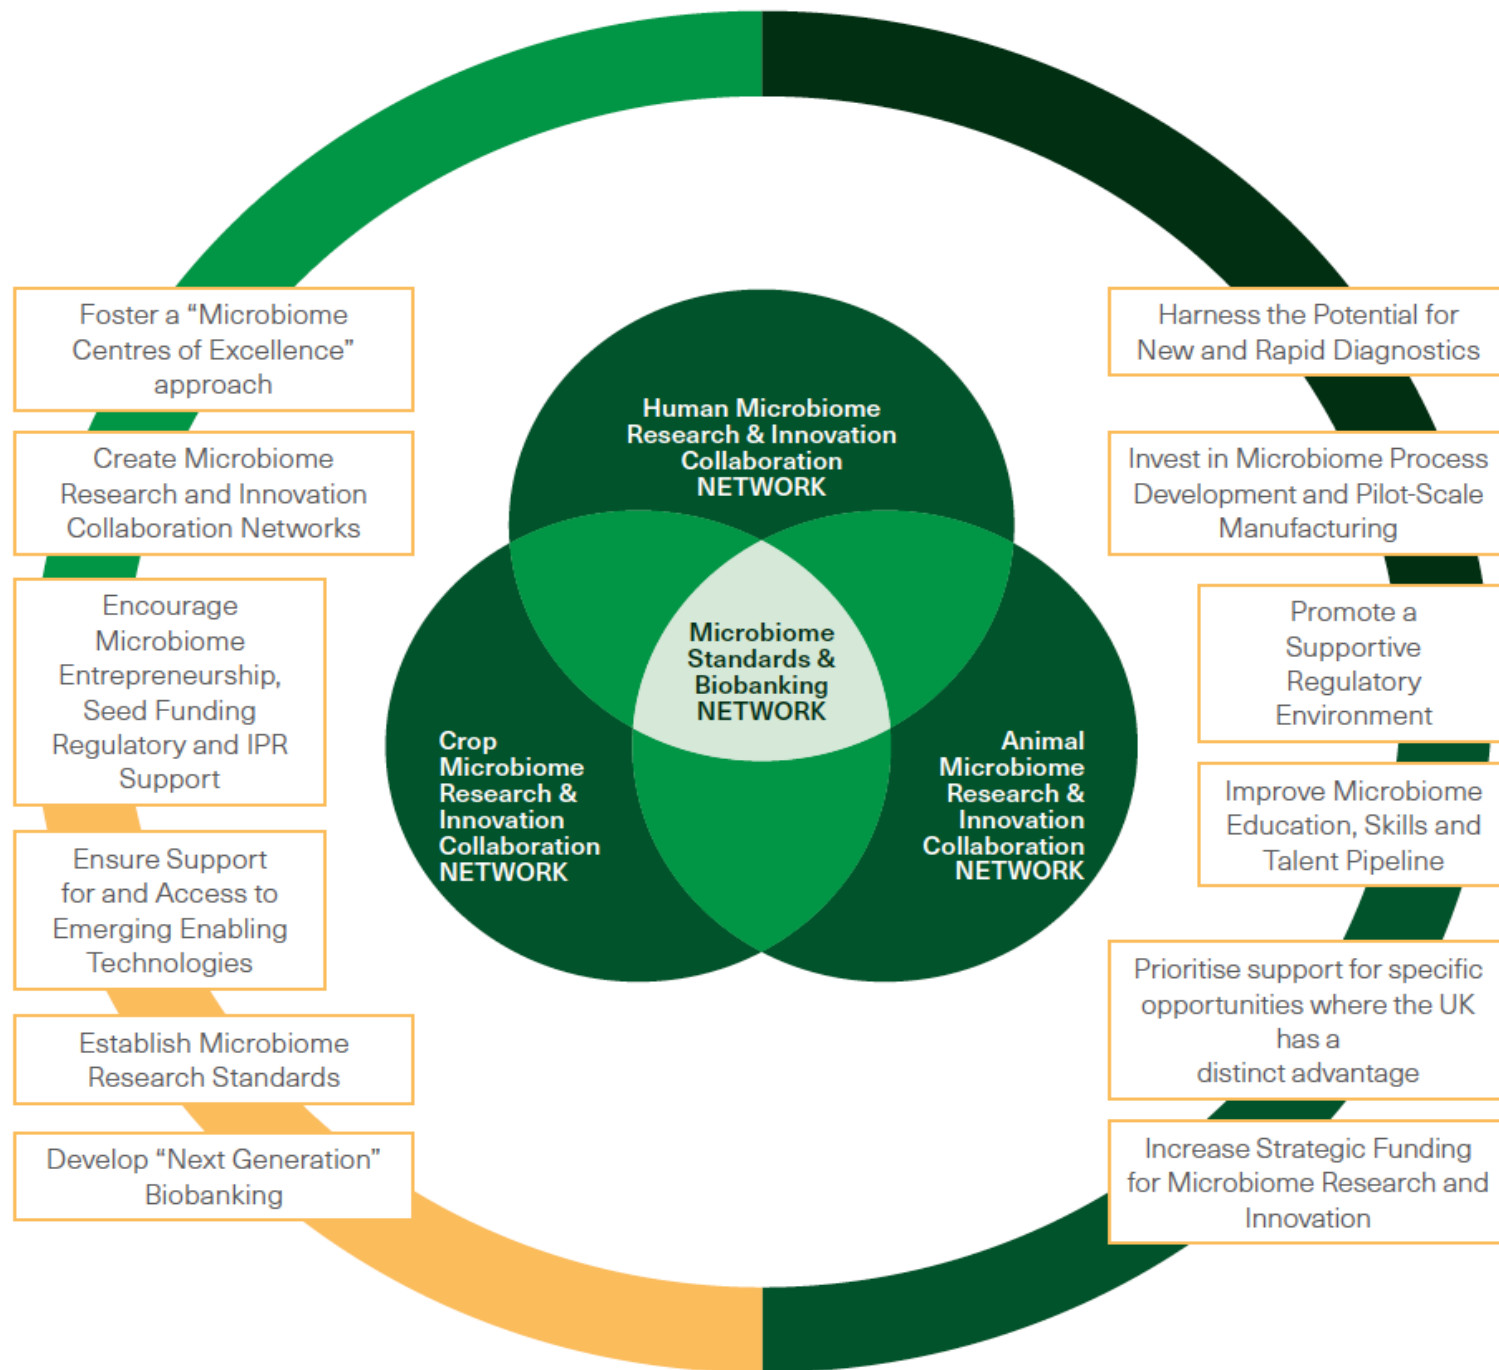 Foster a “Microbiome
Centres of Excellence”
approach
Create Microbiome
Research and Innovation
Collaboration Networks
Encourage
Microbiome
Entrepreneurship,
Seed Funding
Regulatory and IPR
Support
Ensure Support
for and Access to
Emerging Enabling
Technologies
Establish Microbiome
Research Standards
Develop “Next Generation”
Biobanking
Human Microbiome
Research & Innovation
Collaboration
NETWORK
Microbiome
Standards &
Biobanking
NETWORK
Crop
Microbiome
Research &
Innovation
Collaboration
NETWORK
Animal
Microbiome
Research &
Innovation
Collaboration
NETWORK
Harness the Potential for
New and Rapid Diagnostics
Invest in Microbiome Process
Development and Pilot-Scale
Manufacturing
Promote a
Supportive
Regulatory
Environment
Improve Microbiome
Education, Skills and
Talent Pipeline
Prioritise support for specific
opportunities where the UK
has a
distinct advantage
Increase Strategic Funding
for Microbiome Research and
Innovation